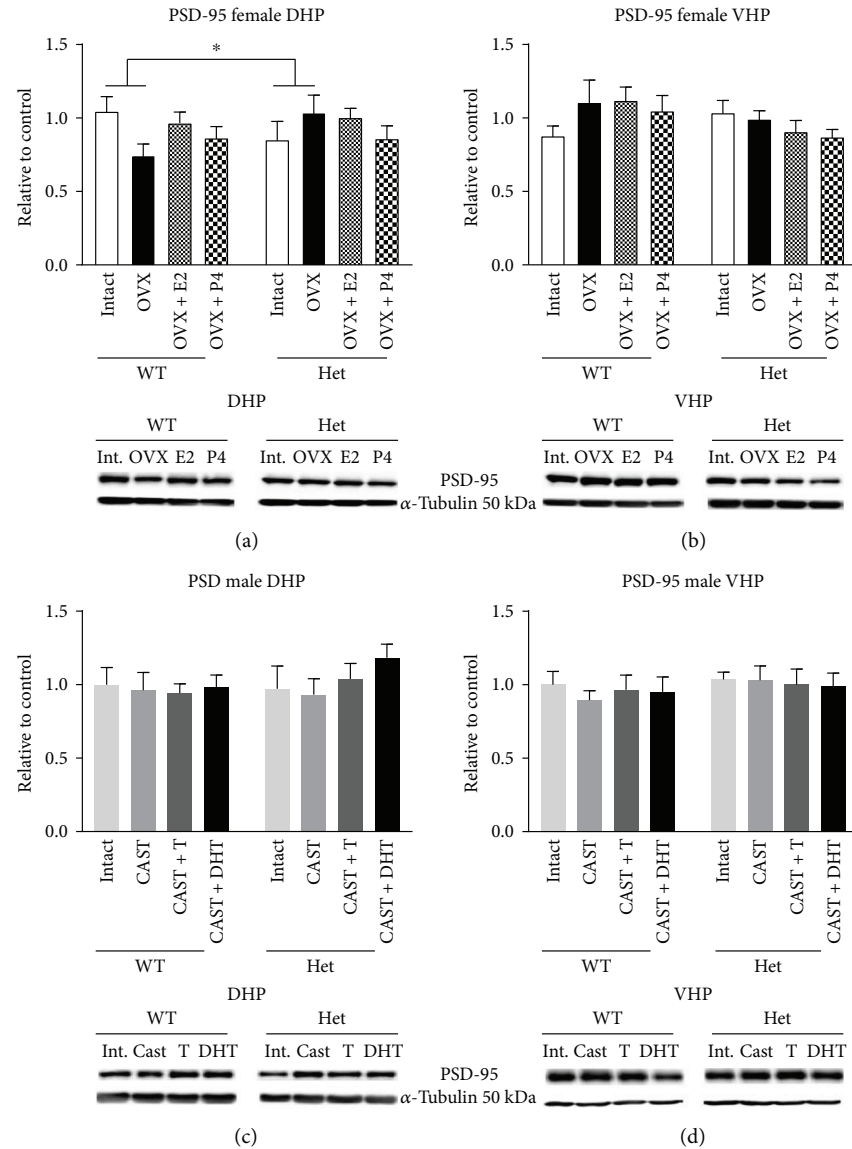 PSD-95 female DHP
PSD-95 female VHP
Relative to control
1.5
1.0
0.5
0.0
*
Intact
OVX
OVX + E2
OVX + P4
Intact
OVX
OVX + E2
OVX + P4
WT
Het
Relative to control
1.5
1.0
0.5
0.0
Intact
OVX
OVX + E2
OVX + P4
Intact
OVX
OVX + E2
OVX + P4
WT
Het
DHP
WT Het
Int. OVX E2 P4 Int. OVX E2 P4
VHP
WT Het
Int. OVX E2 P4 Int. OVX E2 P4
PSD-95
α-Tubulin 50 kDa
(a)
(b)
PSD male DHP
PSD-95 male VHP
Relative to control
1.5
1.0
0.5
0.0
Intact
CAST
CAST + T
CAST + DHT
Intact
CAST
CAST + T
CAST + DHT
WT
Het
Relative to control
1.5
1.0
0.5
0.0
Intact
CAST
CAST + T
CAST + DHT
Intact
CAST
CAST + T
CAST + DHT
WT
Het
DHP
WT Het
Int. Cast T DHT Int. Cast T DHT
VHP
WT Het
Int. Cast T DHT Int. Cast T DHT
PSD-95
α-Tubulin 50 kDa
(c)
(d)